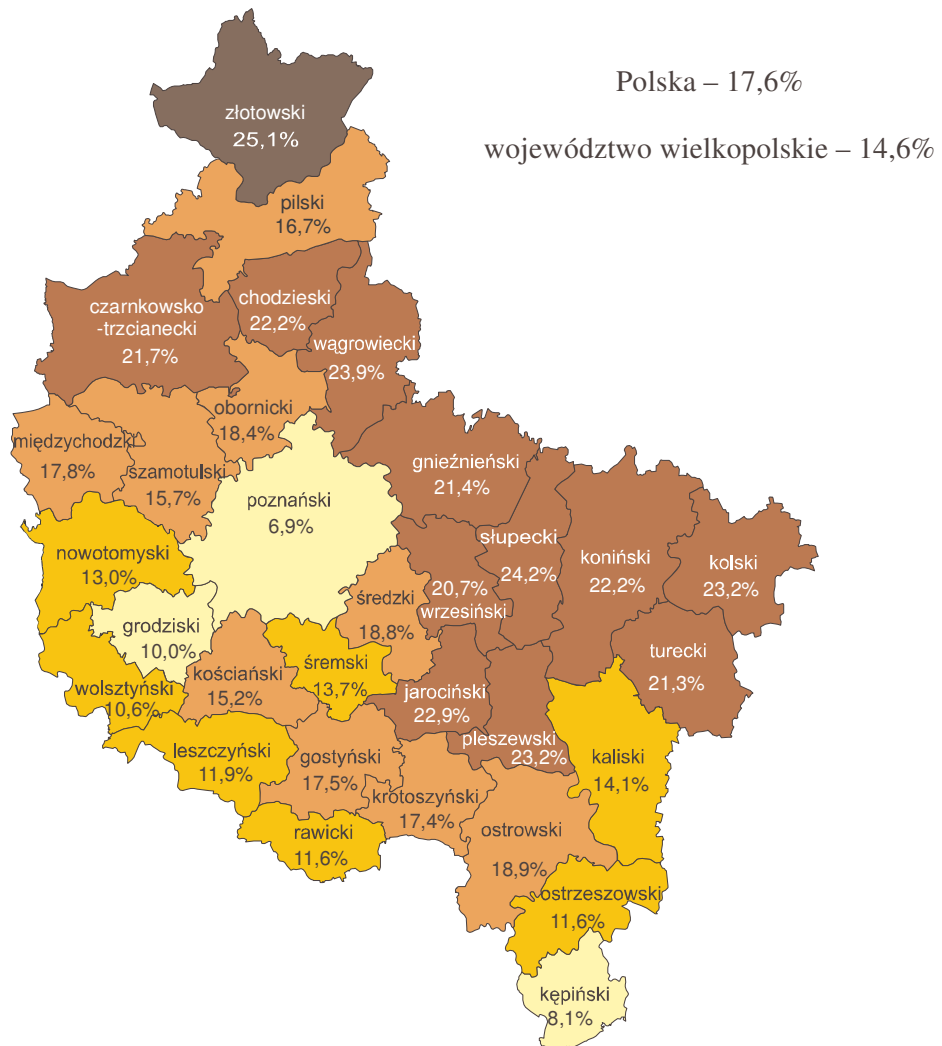 Polska – 17,6%
województwo wielkopolskie – 14,6%
złotowski
25,1%
pilski
16,7%
czarnkowsko
-trzcianecki
21,7%
chodzieski
22,2%
wągrowiecki
23,9%
obornicki
18,4%
międzychodzki
17,8%
szamotulski
15,7%
poznański
6,9%
gnieźnieński
21,4%
słupecki
24,2%
koniński
22,2%
kolski
23,2%
nowotomyski
13,0%
20,7%
wrzesiński
średzki
18,8%
grodziski
10,0%
turecki
21,3%
kościański
15,2%
śremski
13,7%
wolsztyński
10,6%
jarociński
22,9%
pleszewski
23,2%
kaliski
14,1%
leszczyński
11,9%
gostyński
17,5%
krotoszyński
17,4%
rawicki
11,6%
ostrowski
18,9%
ostrzeszowski
11,6%
kępiński
8,1%